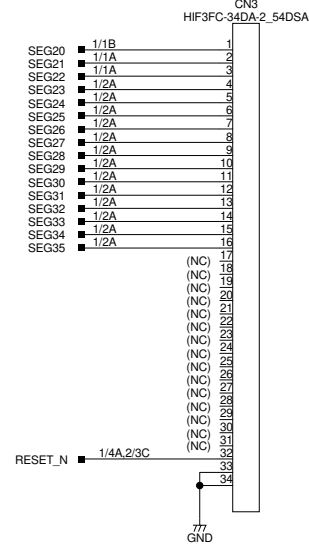 CN3
HIF3FC-34DA-2_54DSA
SEG20 1/1B 1
SEG21 1/1A 2
SEG22 1/1A 3
SEG23 1/2A 4
SEG24 1/2A 5
SEG25 1/2A 6
SEG26 1/2A 7
SEG27 1/2A 8
SEG28 1/2A 9
SEG29 1/2A 10
SEG30 1/2A 11
SEG31 1/2A 12
SEG32 1/2A 13
SEG33 1/2A 14
SEG34 1/2A 15
SEG35 1/2A 16
(NC) 17
(NC) 18
(NC) 19
(NC) 20
(NC) 21
(NC) 22
(NC) 23
(NC) 24
(NC) 25
(NC) 26
(NC) 27
(NC) 28
(NC) 29
(NC) 30
(NC) 31
RESET_N 1/4A,2/3C 32
33
34
GND